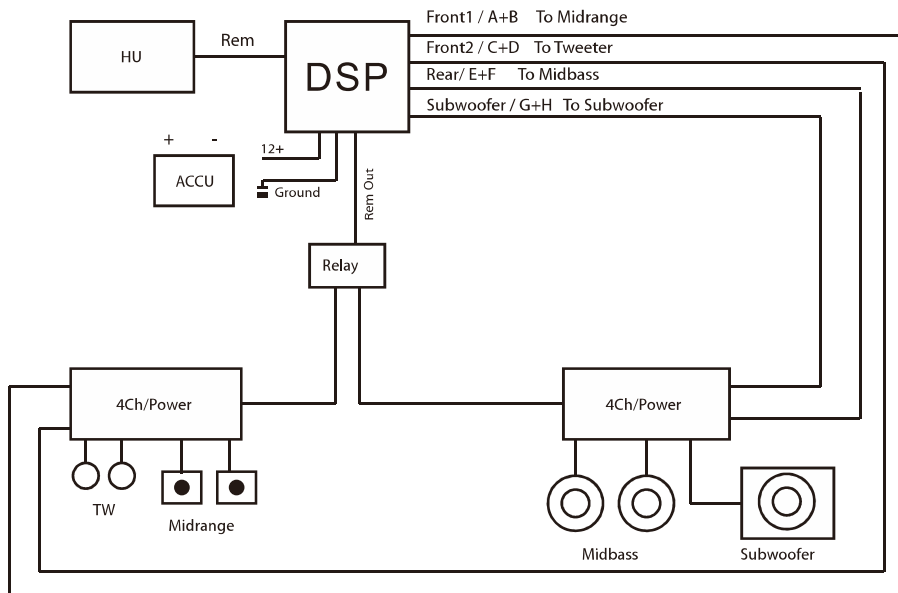 Front1 / A+B To Midrange
HU
Rem
DSP
Front2 / C+D To Tweeter
Rear/ E+F To Midbass
Subwoofer / G+H To Subwoofer
+ -
12+
ACCU
Ground
Rem Out
Relay
4Ch/Power
4Ch/Power
TW
Midrange
Midbass
Subwoofer